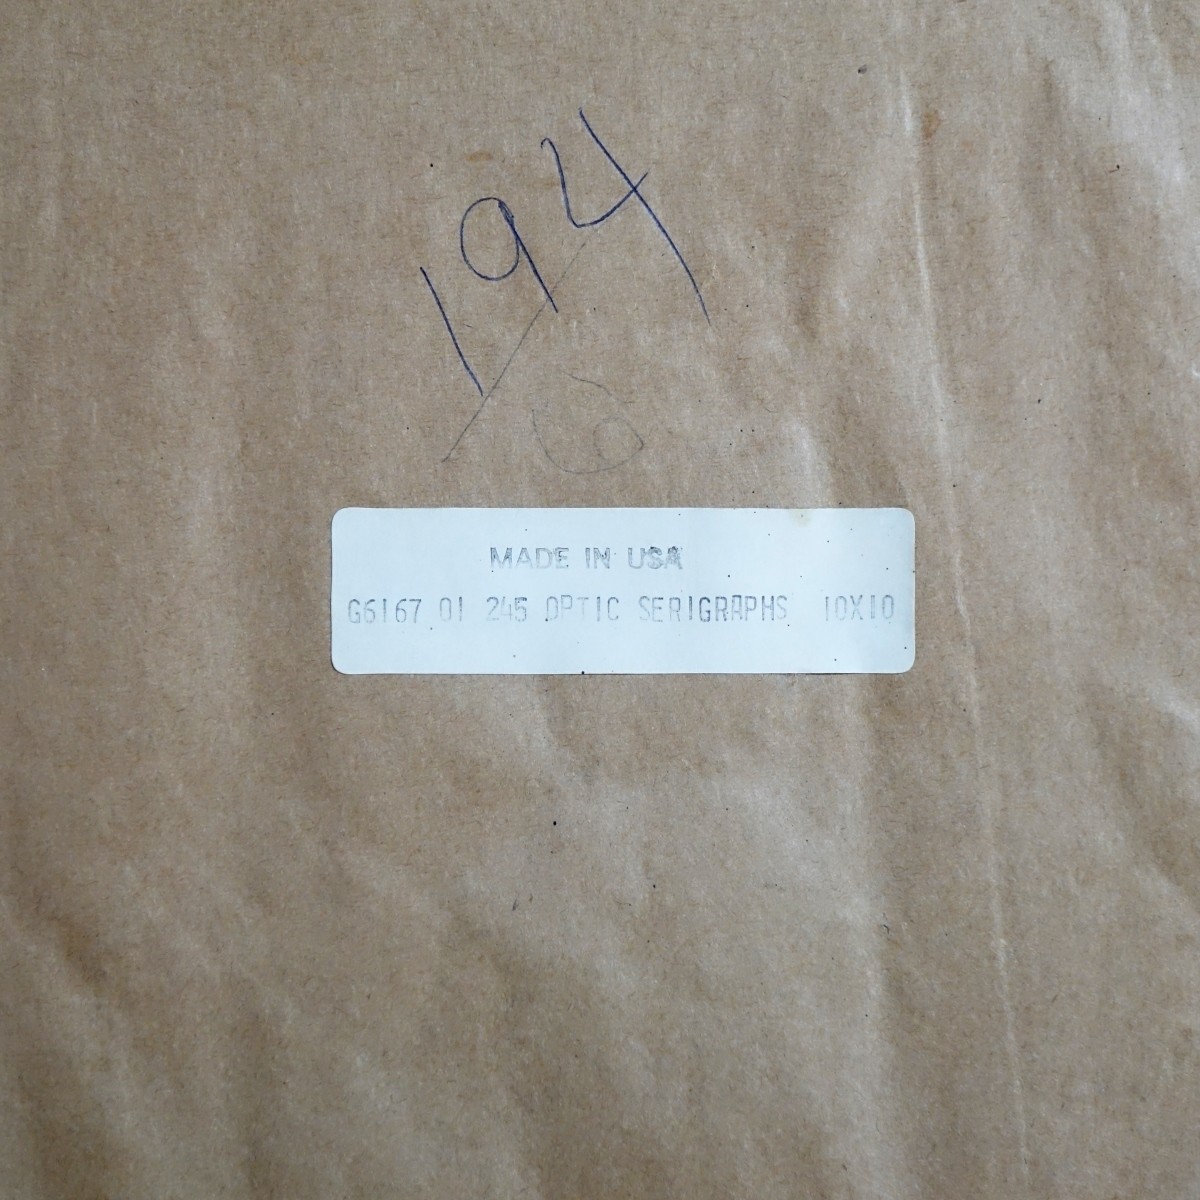 194
6
MADE IN USA
G6167 01 245 OPTIC SERIGRAPHS 10X10